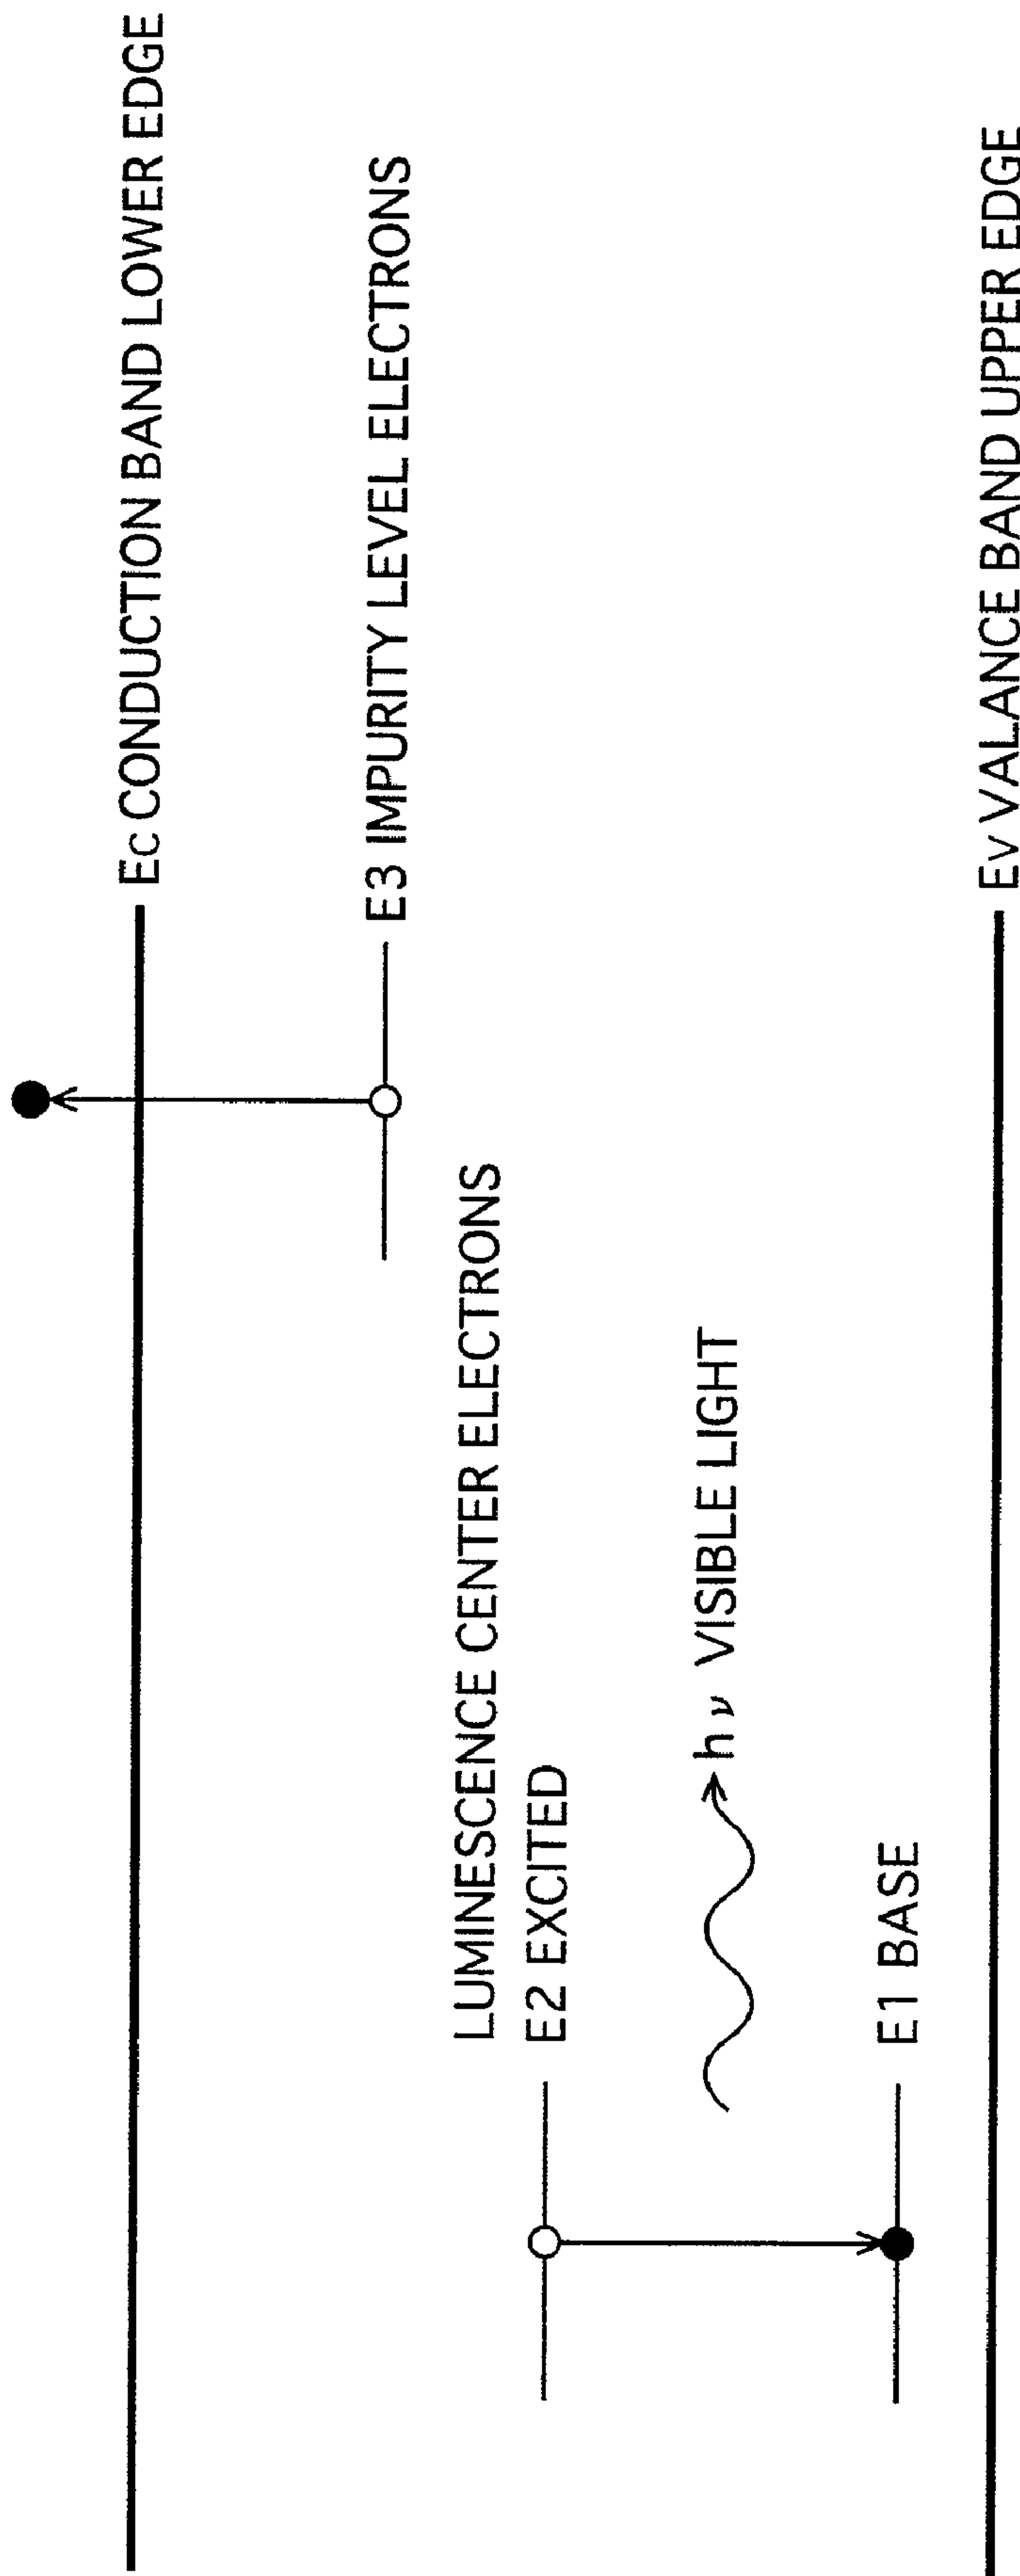 EC CONDUCTION BAND LOWER EDGE
E3 IMPURITY LEVEL ELECTRONS
LUMINESCENCE CENTER ELECTRONS
E2 EXCITED
hν VISIBLE LIGHT
E1 BASE
EV VALANCE BAND UPPER EDGE